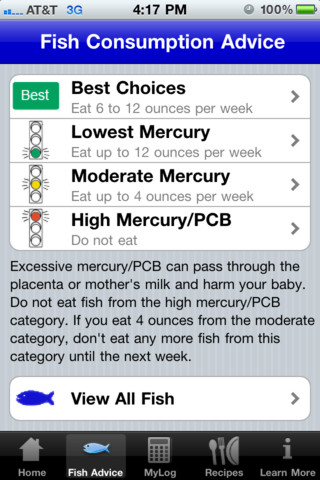 AT&T 3G 4:17 PM 100%
Fish Consumption Advice
Best
Best Choices
Eat 6 to 12 ounces per week
Lowest Mercury
Eat up to 12 ounces per week
Moderate Mercury
Eat up to 4 ounces per week
High Mercury/PCB
Do not eat
Excessive mercury/PCB can pass through the
placenta or mother's milk and harm your baby.
Do not eat fish from the high mercury/PCB
category. If you eat 4 ounces from the moderate
category, don't eat any more fish from this
category until the next week.
View All Fish
Home Fish Advice MyLog Recipes Learn More